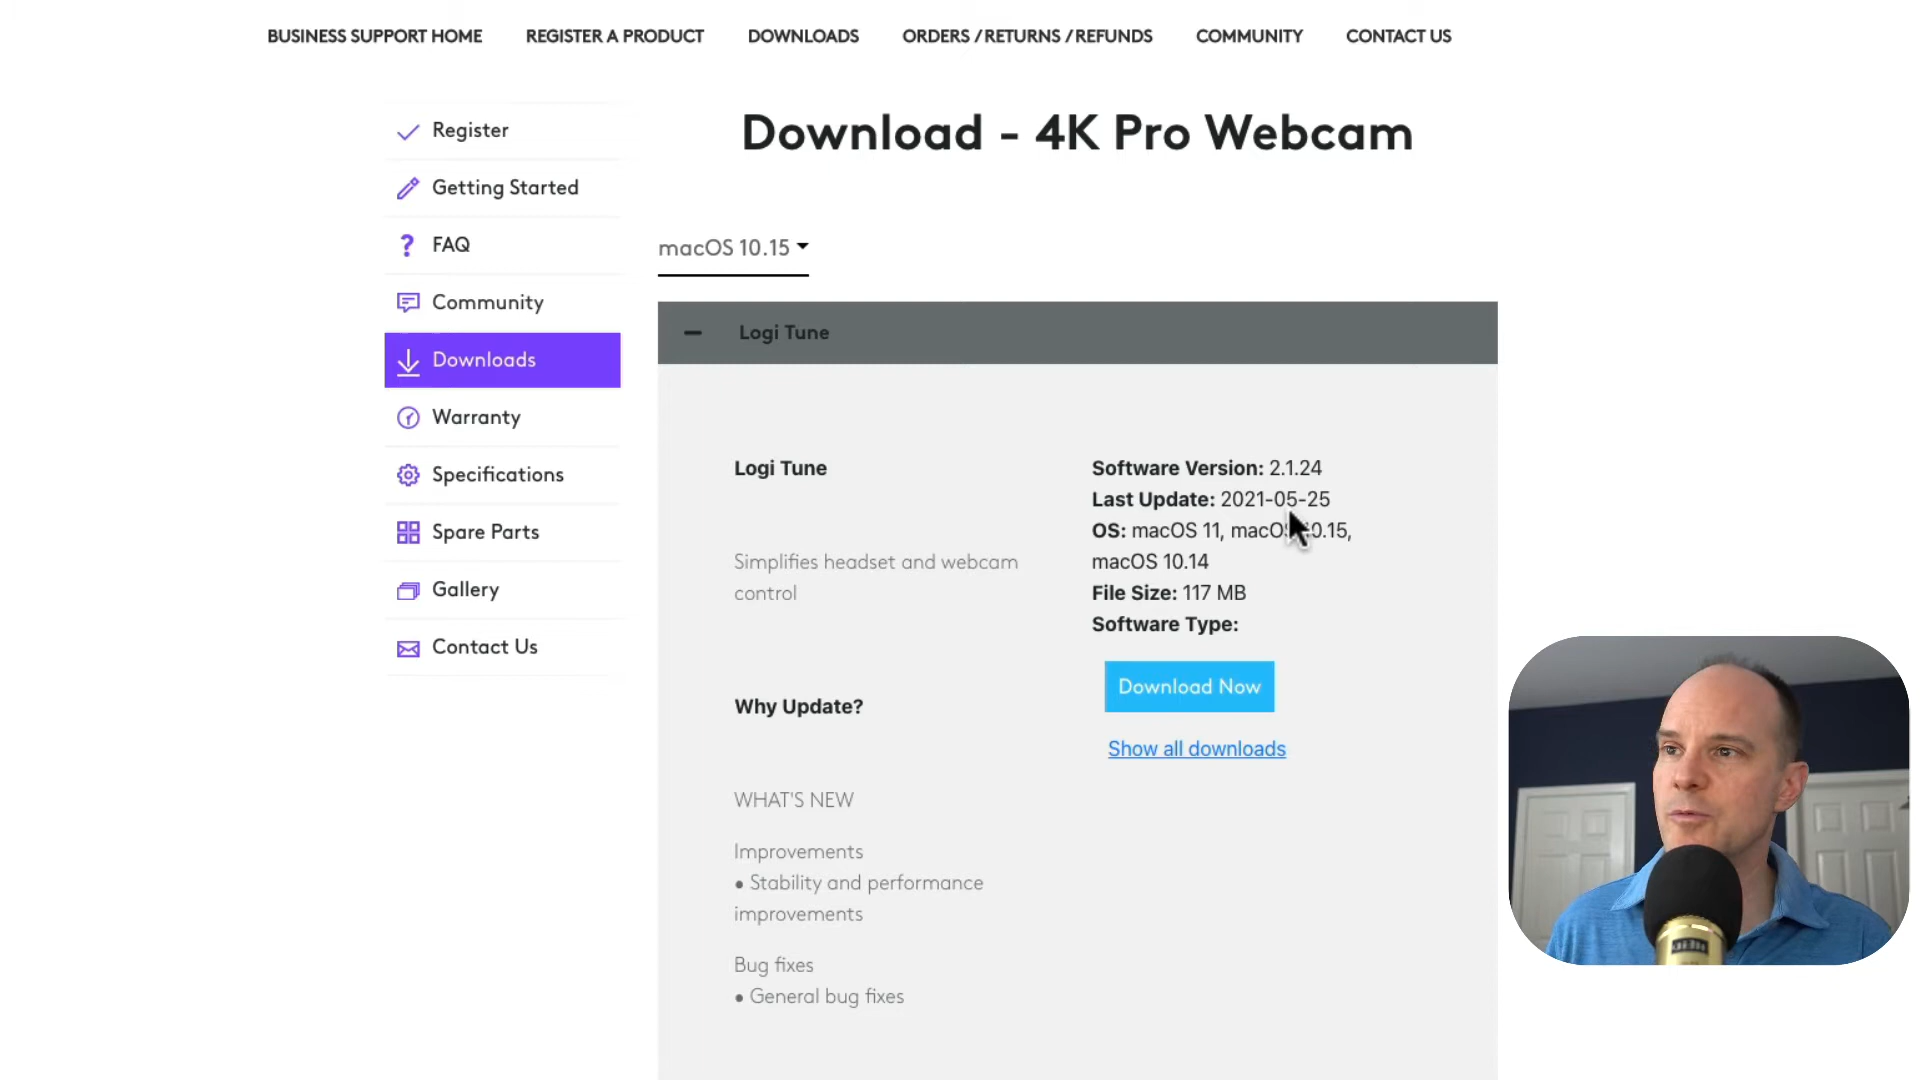 BUSINESS SUPPORT HOME REGISTER A PRODUCT DOWNLOADS ORDERS / RETURNS / REFUNDS COMMUNITY CONTACT US
Register
Getting Started
FAQ
Community
Downloads
Warranty
Specifications
Spare Parts
Gallery
Contact Us
Download - 4K Pro Webcam
macOS 10.15
Logi Tune
Logi Tune
Simplifies headset and webcam
control
Why Update?
WHAT'S NEW
Improvements
• Stability and performance
improvements
Bug fixes
• General bug fixes
Software Version: 2.1.24
Last Update: 2021-05-25
OS: macOS 11, macOS 10.15,
macOS 10.14
File Size: 117 MB
Software Type:
Download Now
Show all downloads